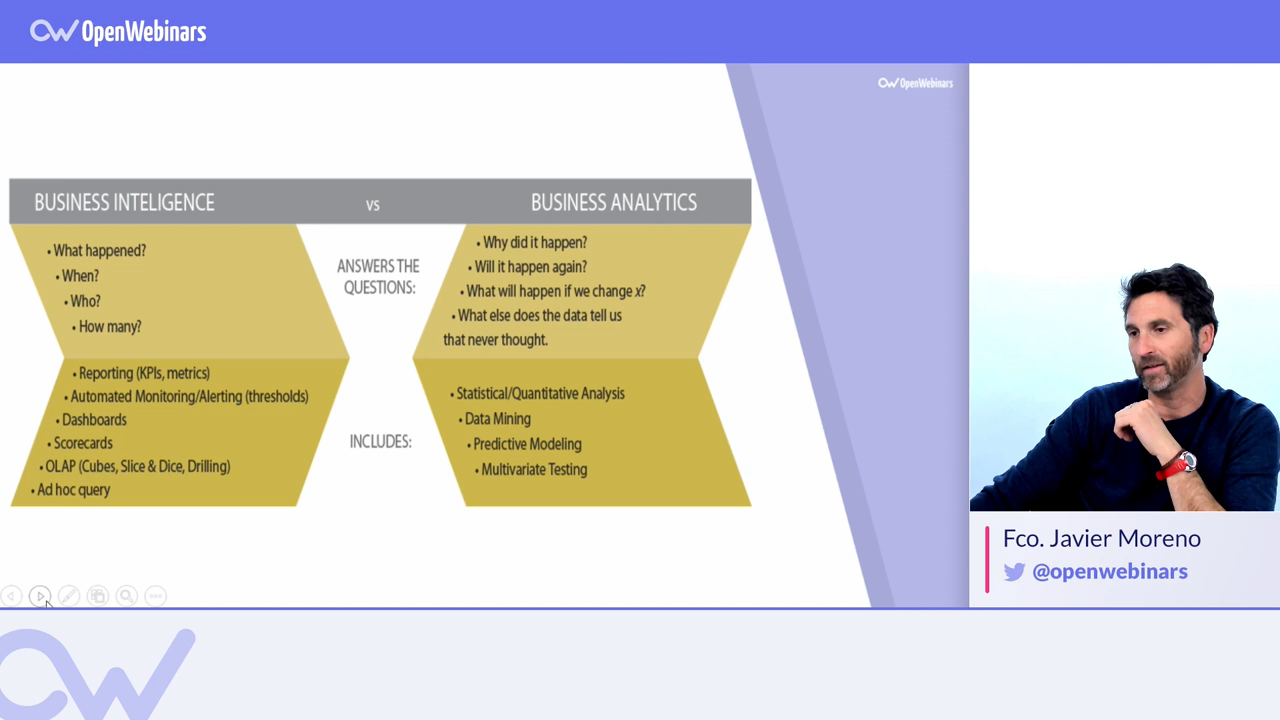 OpenWebinars
OpenWebinars
BUSINESS INTELIGENCE
vs
BUSINESS ANALYTICS
• What happened?
• When?
• Who?
• How many?
ANSWERS THE
QUESTIONS:
• Why did it happen?
• Will it happen again?
• What will happen if we change x?
• What else does the data tell us
that never thought.
• Reporting (KPIs, metrics)
• Automated Monitoring/Alerting (thresholds)
• Dashboards
• Scorecards
• OLAP (Cubes, Slice & Dice, Drilling)
• Ad hoc query
INCLUDES:
• Statistical/Quantitative Analysis
• Data Mining
• Predictive Modeling
• Multivariate Testing
Fco. Javier Moreno
@openwebinars